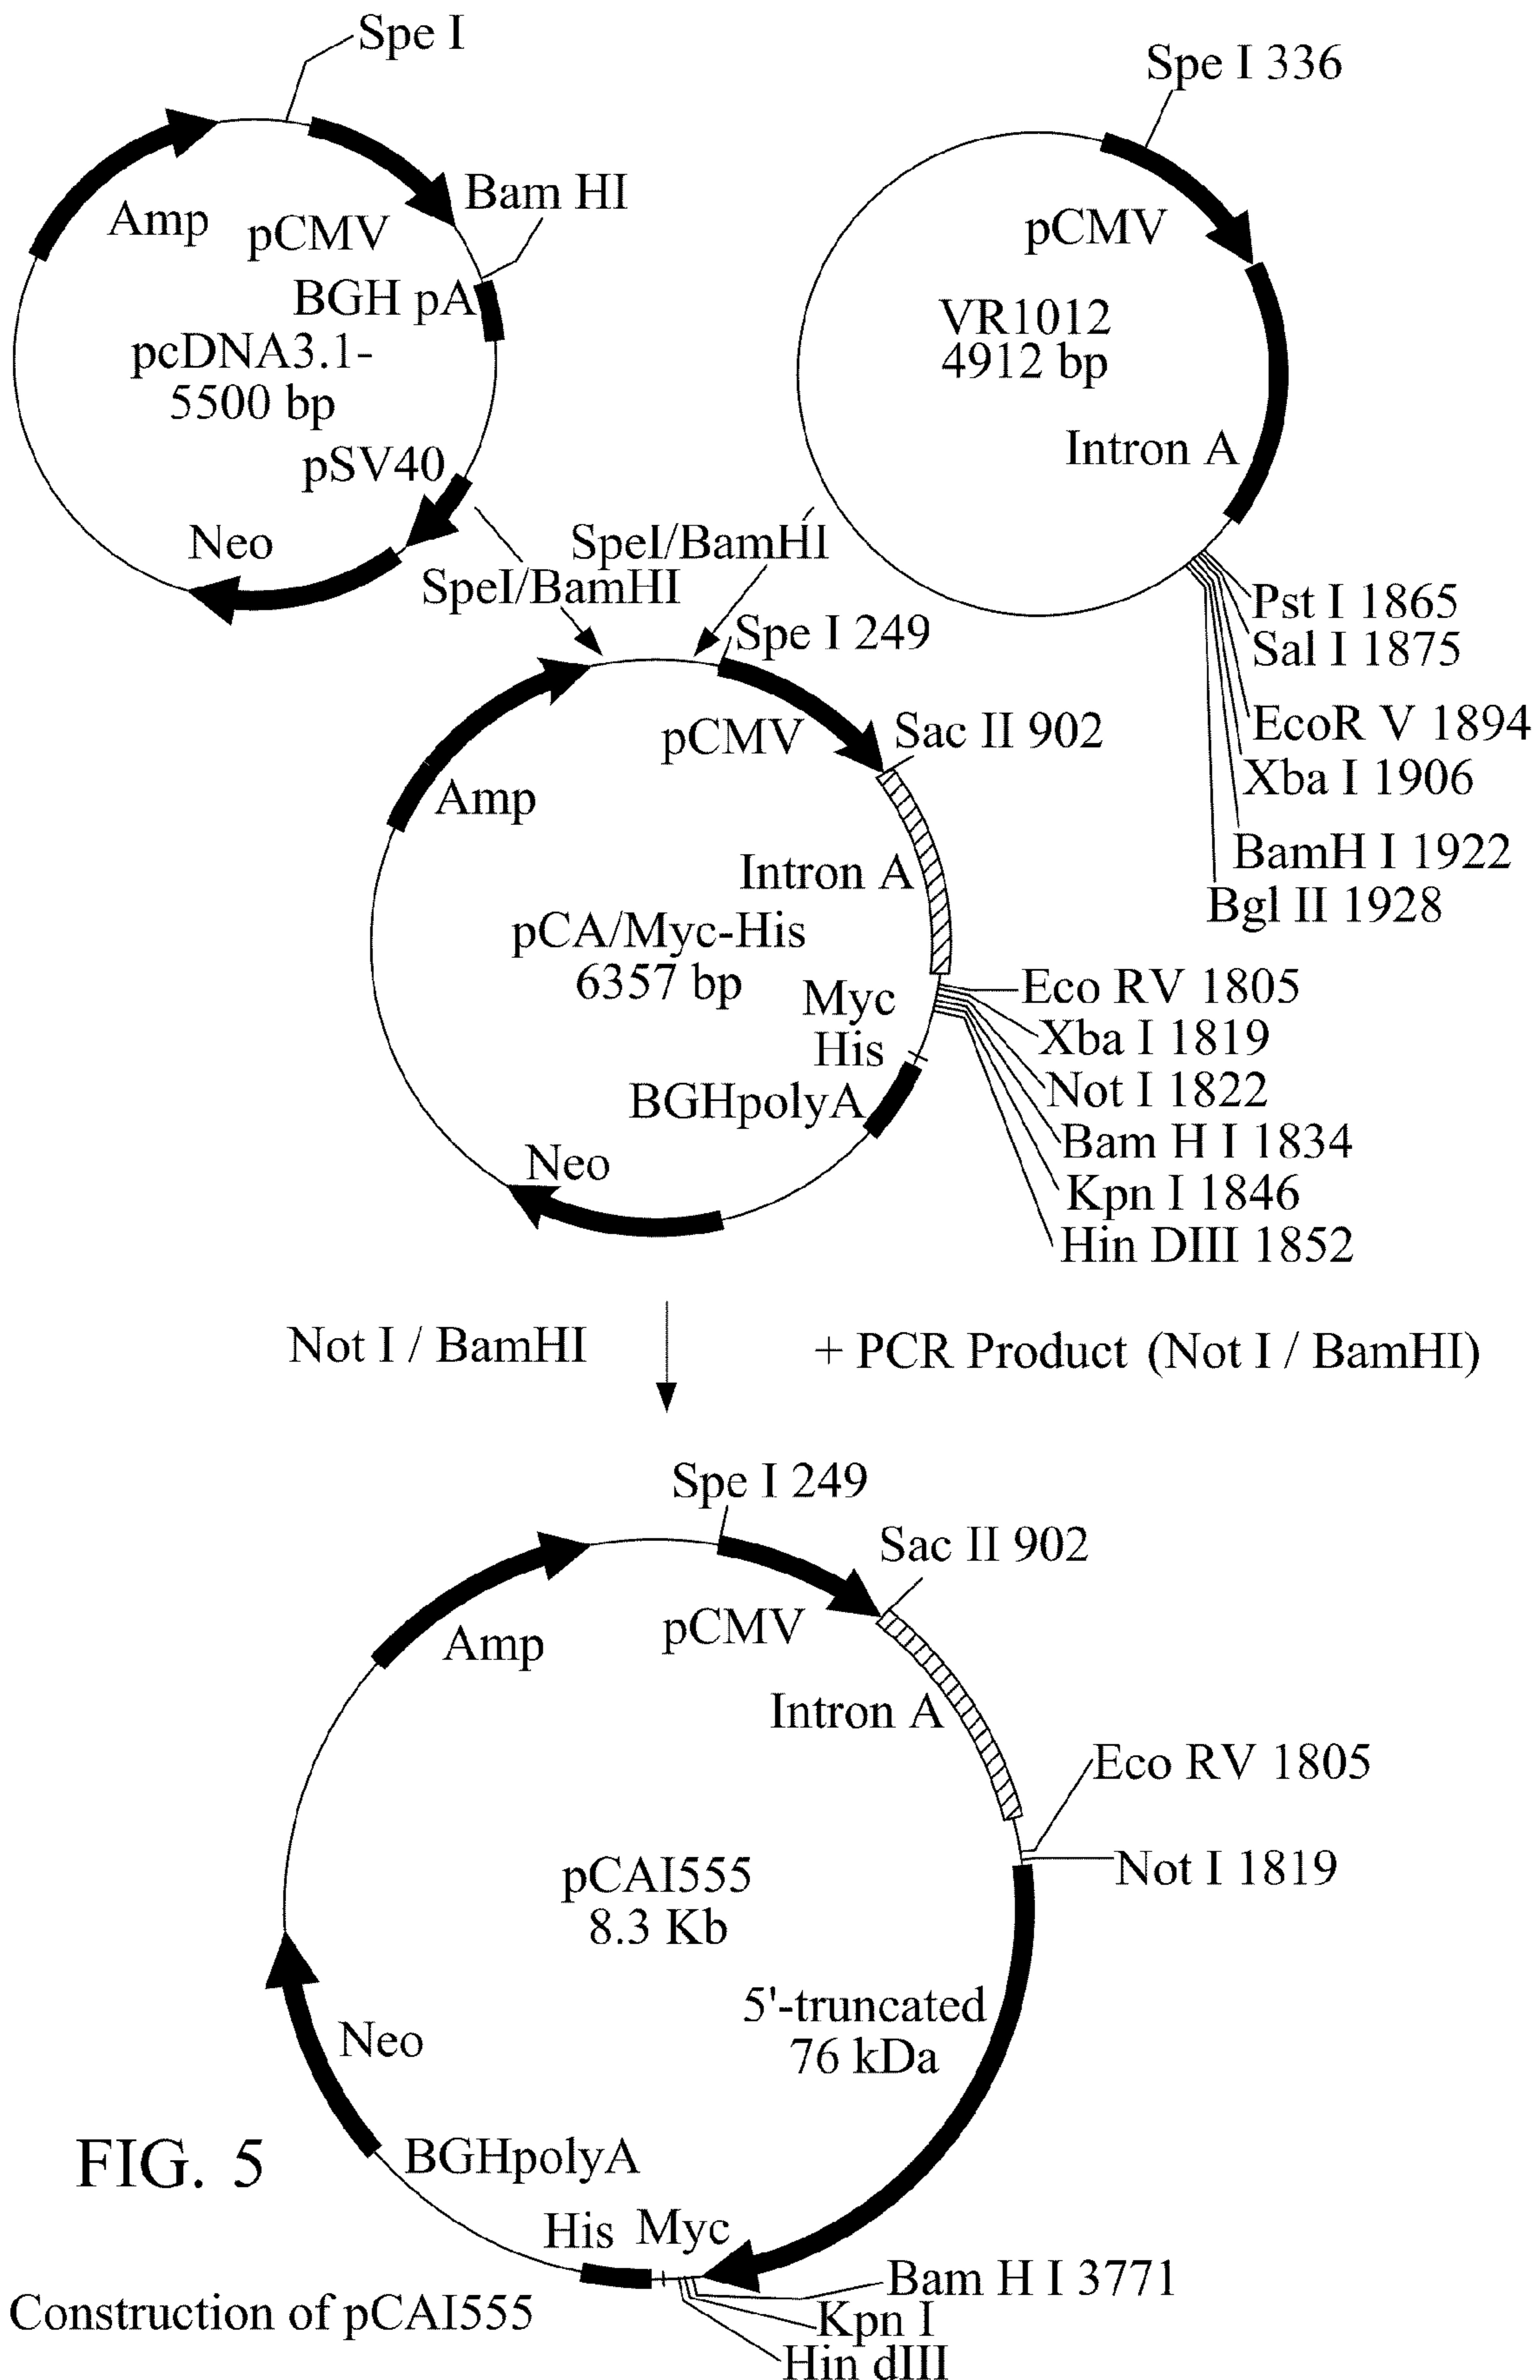 Spe I
Amp
pCMV
Bam HI
BGH pA
pcDNA3.1-
5500 bp
pSV40
Neo
SpeI/BamHI
Spe I 336
pCMV
VR1012
4912 bp
Intron A
SpeI/BamHI
Pst I 1865
Sal I 1875
EcoR V 1894
Xba I 1906
BamH I 1922
Bgl II 1928
Spe I 249
pCMV
Sac II 902
Amp
Intron A
pCA/Myc-His
6357 bp
Myc
His
BGHpolyA
Neo
Eco RV 1805
Xba I 1819
Not I 1822
Bam H I 1834
Kpn I 1846
Hin DIII 1852
Not I / BamHI
+ PCR Product (Not I / BamHI)
Spe I 249
Sac II 902
pCMV
Amp
Intron A
Eco RV 1805
Not I 1819
pCAI555
8.3 Kb
5'-truncated
76 kDa
Neo
BGHpolyA
His Myc
Bam H I 3771
Kpn I
Hin dIII
FIG. 5
Construction of pCAI555